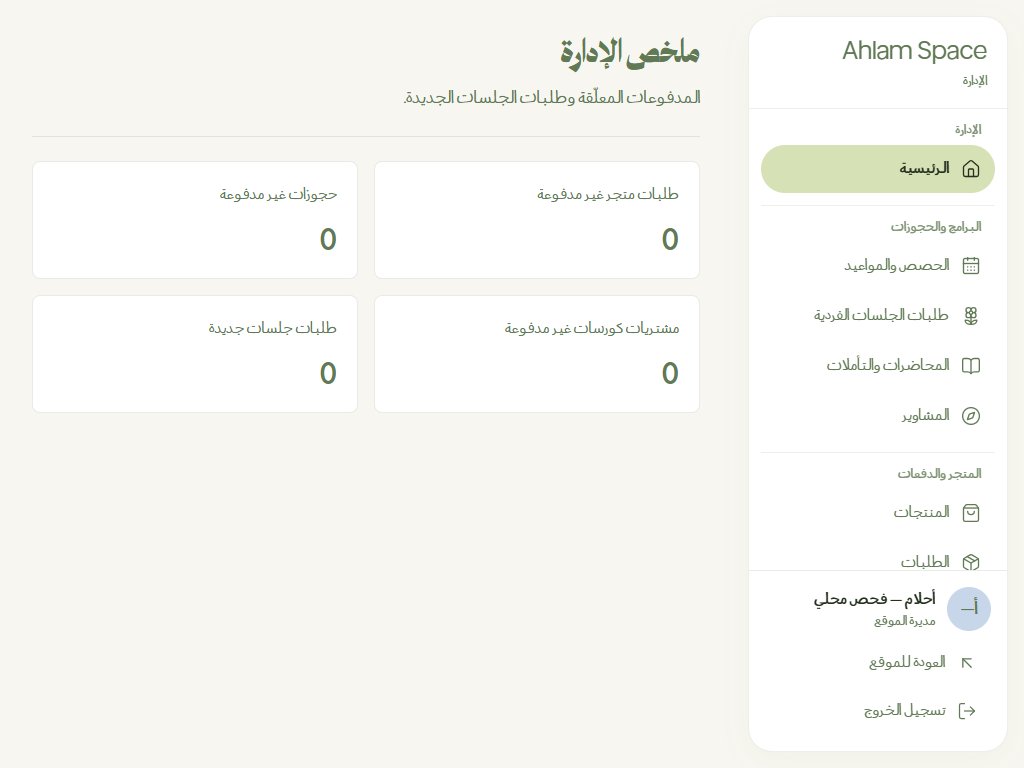 Ahlam Space
الإدارة
الإدارة
الرئيسية
البرامج والحجوزات
الحصص والمواعيد
طلبات الجلسات الفردية
المحاضرات والتأملات
المشاوير
المتجر والدفعات
المنتجات
الطلبات
أ—
أحلام — فحص محلي
مديرة الموقع
العودة للموقع
تسجيل الخروج
ملخص الإدارة
المدفوعات المعلّقة وطلبات الجلسات الجديدة.
طلبات متجر غير مدفوعة
0
حجوزات غير مدفوعة
0
مشتريات كورسات غير مدفوعة
0
طلبات جلسات جديدة
0